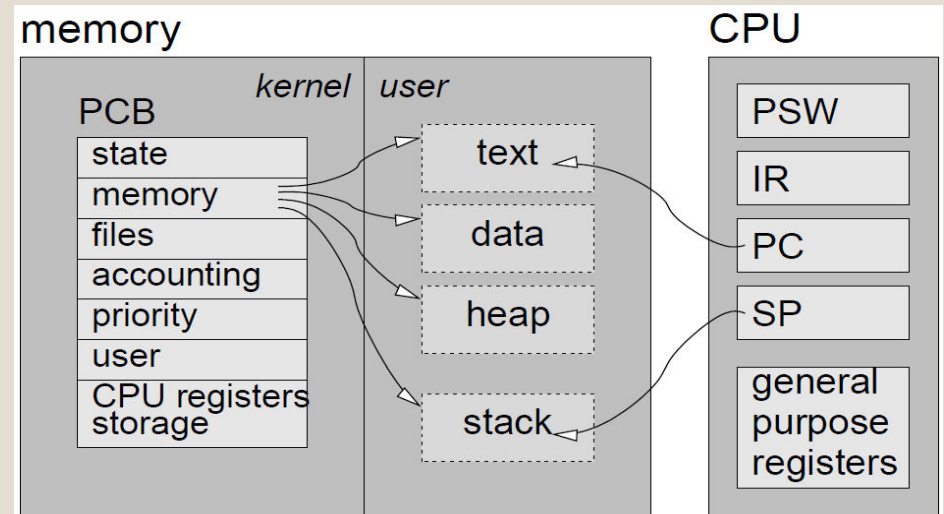 memory
kernel
user
PCB
state
memory
files
accounting
priority
user
CPU registers
storage
text
data
heap
stack
CPU
PSW
IR
PC
SP
general
purpose
registers